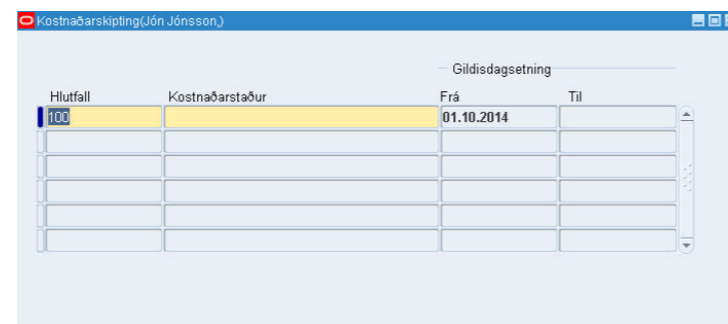 Kostnaðarskipting(Jón Jónsson,)
Gildisdagsetning
Hlutfall Kostnaðarstaður Frá Til
100 01.10.2014